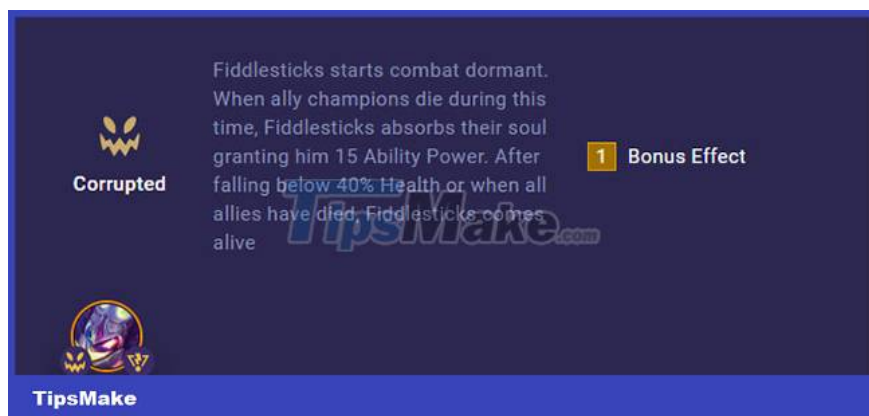 Fiddlesticks starts combat dormant.
When ally champions die during this
time, Fiddlesticks absorbs their soul
granting him 15 Ability Power. After
falling below 40% Health or when all
allies have died, Fiddlesticks comes
alive
Corrupted
1 Bonus Effect
TipsMake.com
TipsMake